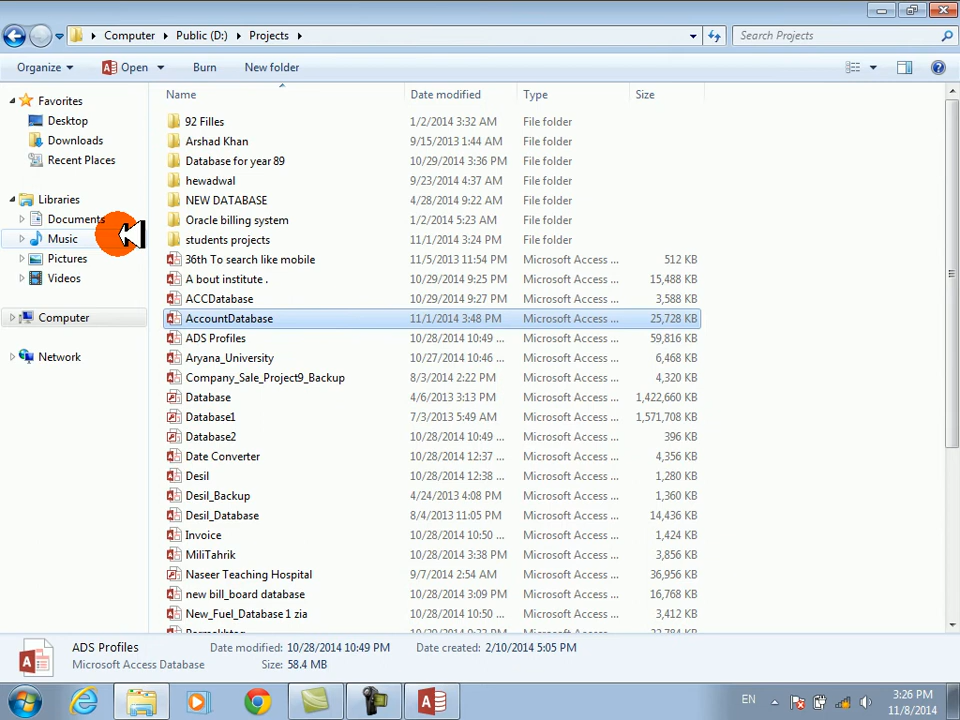 Computer Public (D:) Projects Search Projects
Organize Open Burn New folder
Name Date modified Type Size
Favorites
Desktop
Downloads
Recent Places
Libraries
Documents
Music
Pictures
Videos
Computer
Network
92 Filles 1/2/2014 3:32 AM File folder
Arshad Khan 9/15/2013 1:44 AM File folder
Database for year 89 10/29/2014 3:36 PM File folder
hewadwal 9/23/2014 4:37 AM File folder
NEW DATABASE 4/28/2014 9:22 AM File folder
Oracle billing system 1/2/2014 5:23 AM File folder
students projects 11/1/2014 3:24 PM File folder
36th To search like mobile 11/5/2013 11:54 PM Microsoft Access ... 512 KB
A bout institute . 10/29/2014 9:25 PM Microsoft Access ... 15,488 KB
ACCDatabase 10/29/2014 9:27 PM Microsoft Access ... 3,588 KB
AccountDatabase 11/1/2014 3:48 PM Microsoft Access ... 25,728 KB
ADS Profiles 10/28/2014 10:49 ... Microsoft Access ... 59,816 KB
Aryana_University 10/27/2014 10:46 ... Microsoft Access ... 6,468 KB
Company_Sale_Project9_Backup 8/3/2014 2:22 PM Microsoft Access ... 4,320 KB
Database 4/6/2013 3:13 PM Microsoft Access ... 1,422,660 KB
Database1 7/3/2013 5:49 AM Microsoft Access ... 1,571,708 KB
Database2 10/28/2014 10:49 ... Microsoft Access ... 396 KB
Date Converter 10/28/2014 10:50 ... Microsoft Access ... 4,356 KB
Desil 10/28/2014 12:38 ... Microsoft Access ... 1,280 KB
Desil_Backup 4/24/2013 4:08 PM Microsoft Access ... 1,360 KB
Desil_Database 8/4/2013 11:05 PM Microsoft Access ... 14,436 KB
Invoice 10/28/2014 10:50 ... Microsoft Access ... 1,424 KB
MiliTahrik 10/28/2014 3:38 PM Microsoft Access ... 3,856 KB
Naseer Teaching Hospital 9/7/2014 2:54 AM Microsoft Access ... 36,956 KB
new bill_board database 10/28/2014 3:09 PM Microsoft Access ... 16,768 KB
New_Fuel_Database 1 zia 10/28/2014 10:50 ... Microsoft Access ... 3,412 KB
ADS Profiles Date modified: 10/28/2014 10:49 PM Date created: 2/10/2014 5:05 PM
Microsoft Access Database Size: 58.4 MB
EN 3:26 PM
11/8/2014